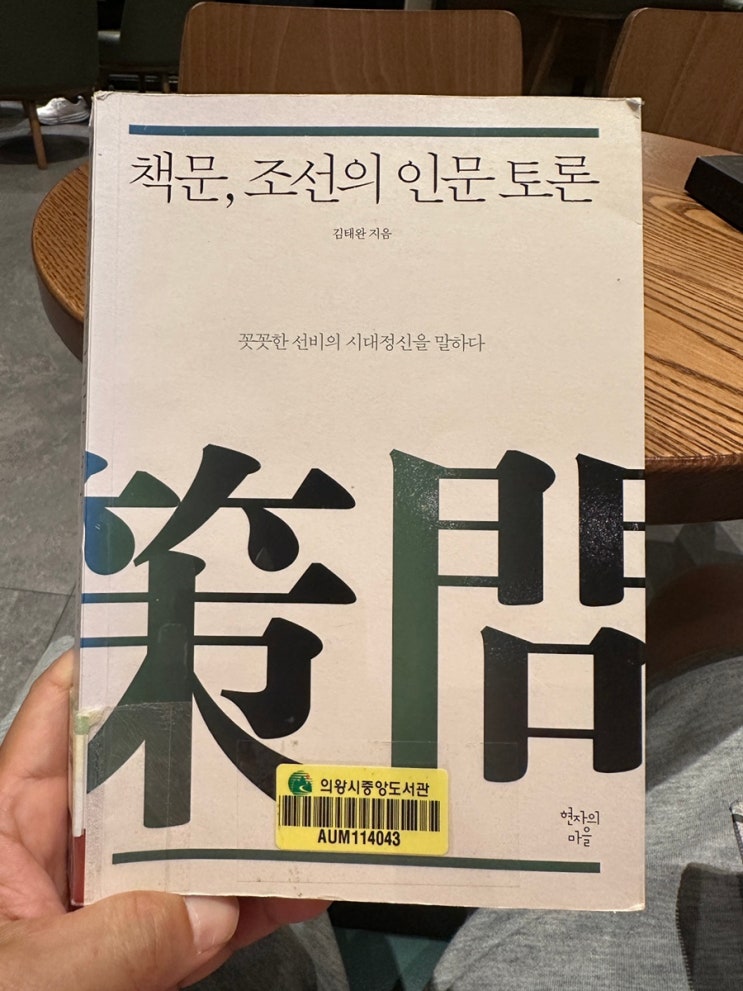 책문, 조선의 인문 토론
김태완 지음
꼿꼿한 선비의 시대정신을 말하다
策問
의왕시중앙도서관
AUM114043
현자의
마을